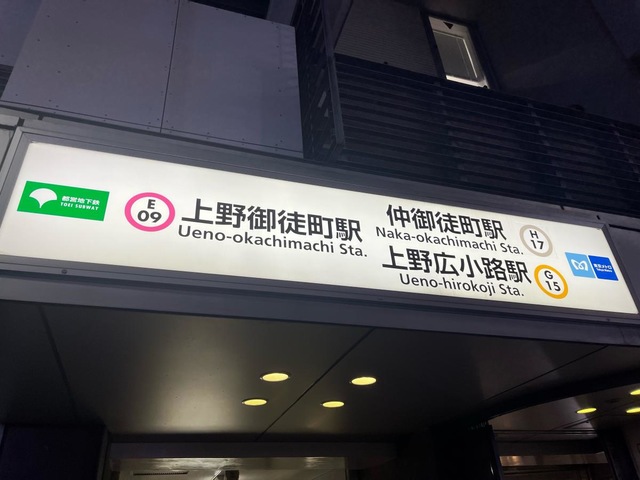 都営地下鉄
TOEI SUBWAY
E
09
上野御徒町駅
Ueno-okachimachi Sta.
仲御徒町駅
Naka-okachimachi Sta.
H
17
上野広小路駅
Ueno-hirokoji Sta.
G
15
東京メトロ